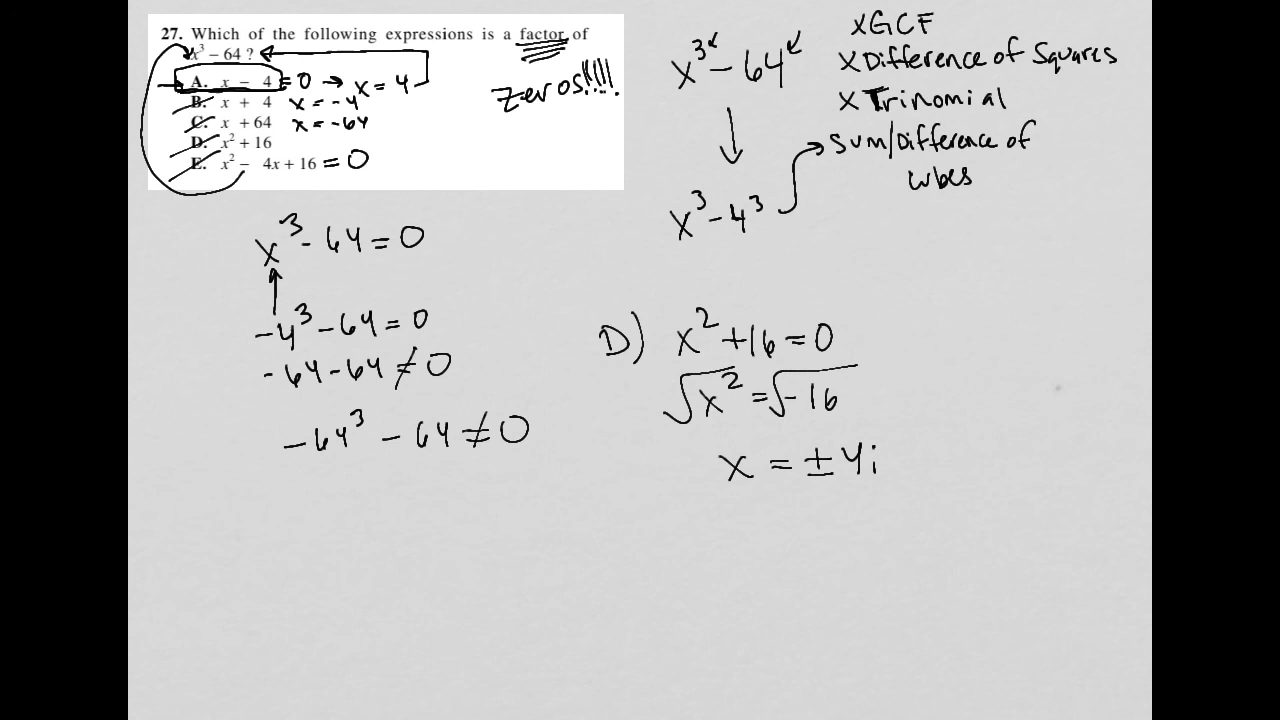 27. Which of the following expressions is a factor of
x³ – 64 ?
A. x – 4 = 0 → x = 4
B. x + 4 x = -4
C. x + 64 x = -64
D. x² + 16
E. x² – 4x + 16 = 0
Zeros!!!!!
x³ - 64 = 0
-4³ - 64 = 0
-64 - 64 ≠ 0
-64³ - 64 ≠ 0
x³ - 64
↓
x³ - 4³
X GCF
X Difference of Squares
X Trinomial
Sum/Difference of
cubes
D) x² + 16 = 0
√x² = √-16
x = ± 4i